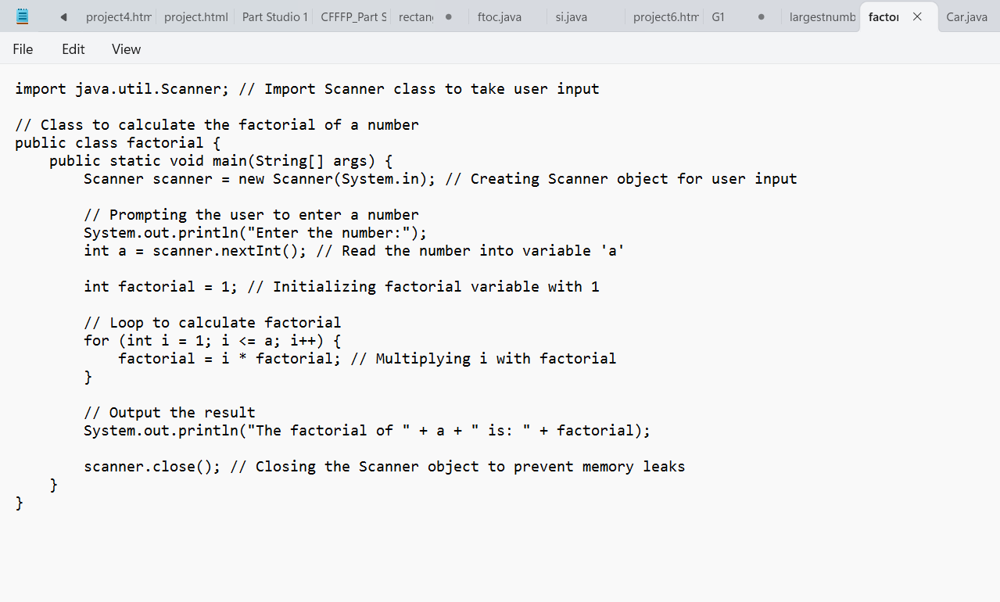 project4.htm project.html Part Studio 1 CFFFP_Part S rectang ftoc.java si.java project6.htm G1 largestnumb factor Car.java
File Edit View
import java.util.Scanner; // Import Scanner class to take user input
// Class to calculate the factorial of a number
public class factorial {
    public static void main(String[] args) {
        Scanner scanner = new Scanner(System.in); // Creating Scanner object for user input
        // Prompting the user to enter a number
        System.out.println("Enter the number:");
        int a = scanner.nextInt(); // Read the number into variable 'a'
        int factorial = 1; // Initializing factorial variable with 1
        // Loop to calculate factorial
        for (int i = 1; i <= a; i++) {
            factorial = i * factorial; // Multiplying i with factorial
        }
        // Output the result
        System.out.println("The factorial of " + a + " is: " + factorial);
        scanner.close(); // Closing the Scanner object to prevent memory leaks
    }
}